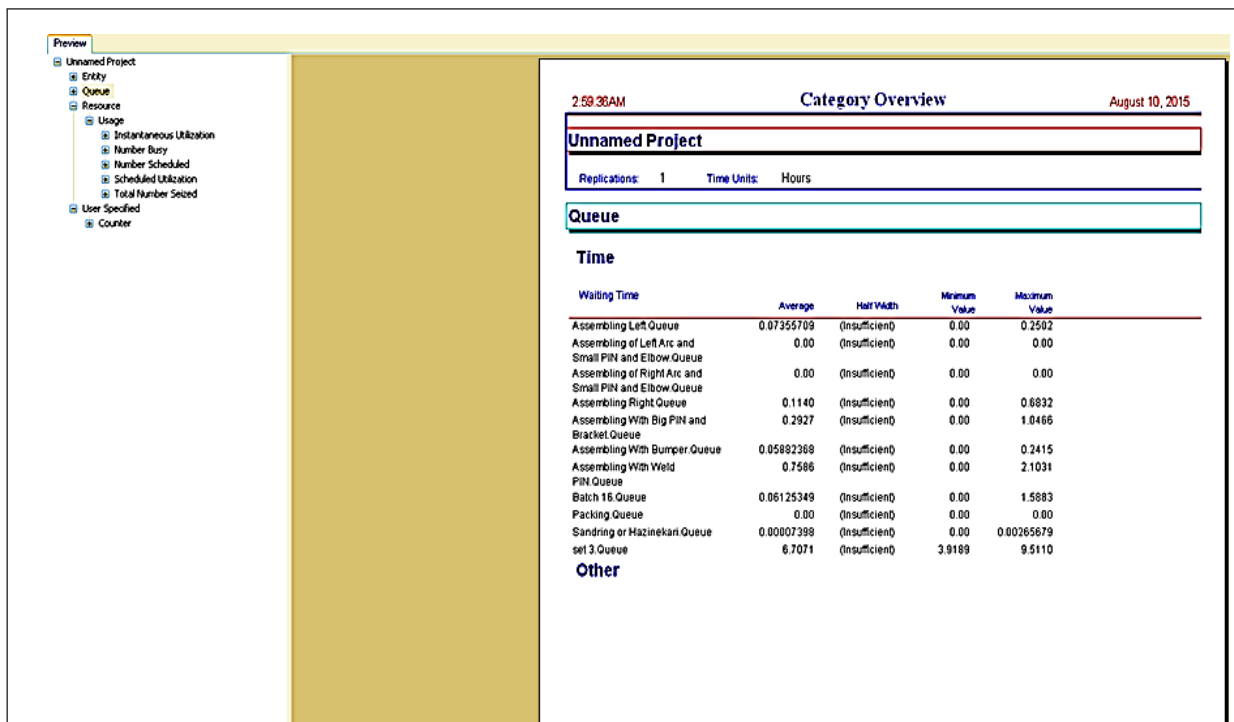 Preview
Unnamed Project
Entity
Queue
Resource
Usage
Instantaneous Utilization
Number Busy
Number Scheduled
Scheduled Utilization
Total Number Seized
User Specified
Counter
2:59:36AM Category Overview August 10, 2015
Unnamed Project
Replications: 1 Time Units: Hours
Queue
Time
Waiting Time Average Half Width Minimum Value Maximum Value
Assembling Left.Queue 0.07355709 (Insufficient) 0.00 0.2502
Assembling of Left Arc and 0.00 (Insufficient) 0.00 0.00
Small PIN and Elbow.Queue
Assembling of Right Arc and 0.00 (Insufficient) 0.00 0.00
Small PIN and Elbow.Queue
Assembling Right.Queue 0.1140 (Insufficient) 0.00 0.6832
Assembling With Big PIN and 0.2927 (Insufficient) 0.00 1.0466
Bracket.Queue
Assembling With Bumper.Queue 0.05882368 (Insufficient) 0.00 0.2415
Assembling With Weld 0.7586 (Insufficient) 0.00 2.1031
PIN.Queue
Batch 16.Queue 0.06125349 (Insufficient) 0.00 1.5883
Packing.Queue 0.00 (Insufficient) 0.00 0.00
Sandring or Hazinekari.Queue 0.00007398 (Insufficient) 0.00 0.00265679
set 3.Queue 6.7071 (Insufficient) 3.9189 9.5110
Other